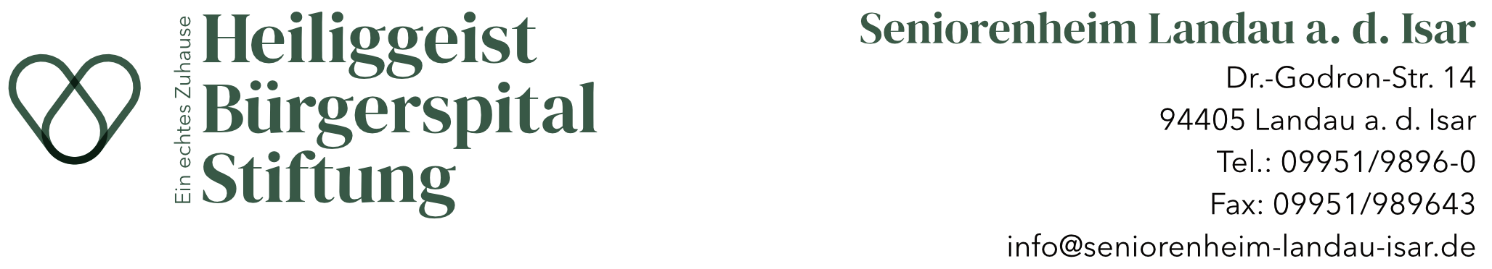 Ein echtes Zuhause
Heiliggeist
Bürgerspital
Stiftung
Seniorenheim Landau a. d. Isar
Dr.-Godron-Str. 14
94405 Landau a. d. Isar
Tel.: 09951/9896-0
Fax: 09951/989643
info@seniorenheim-landau-isar.de